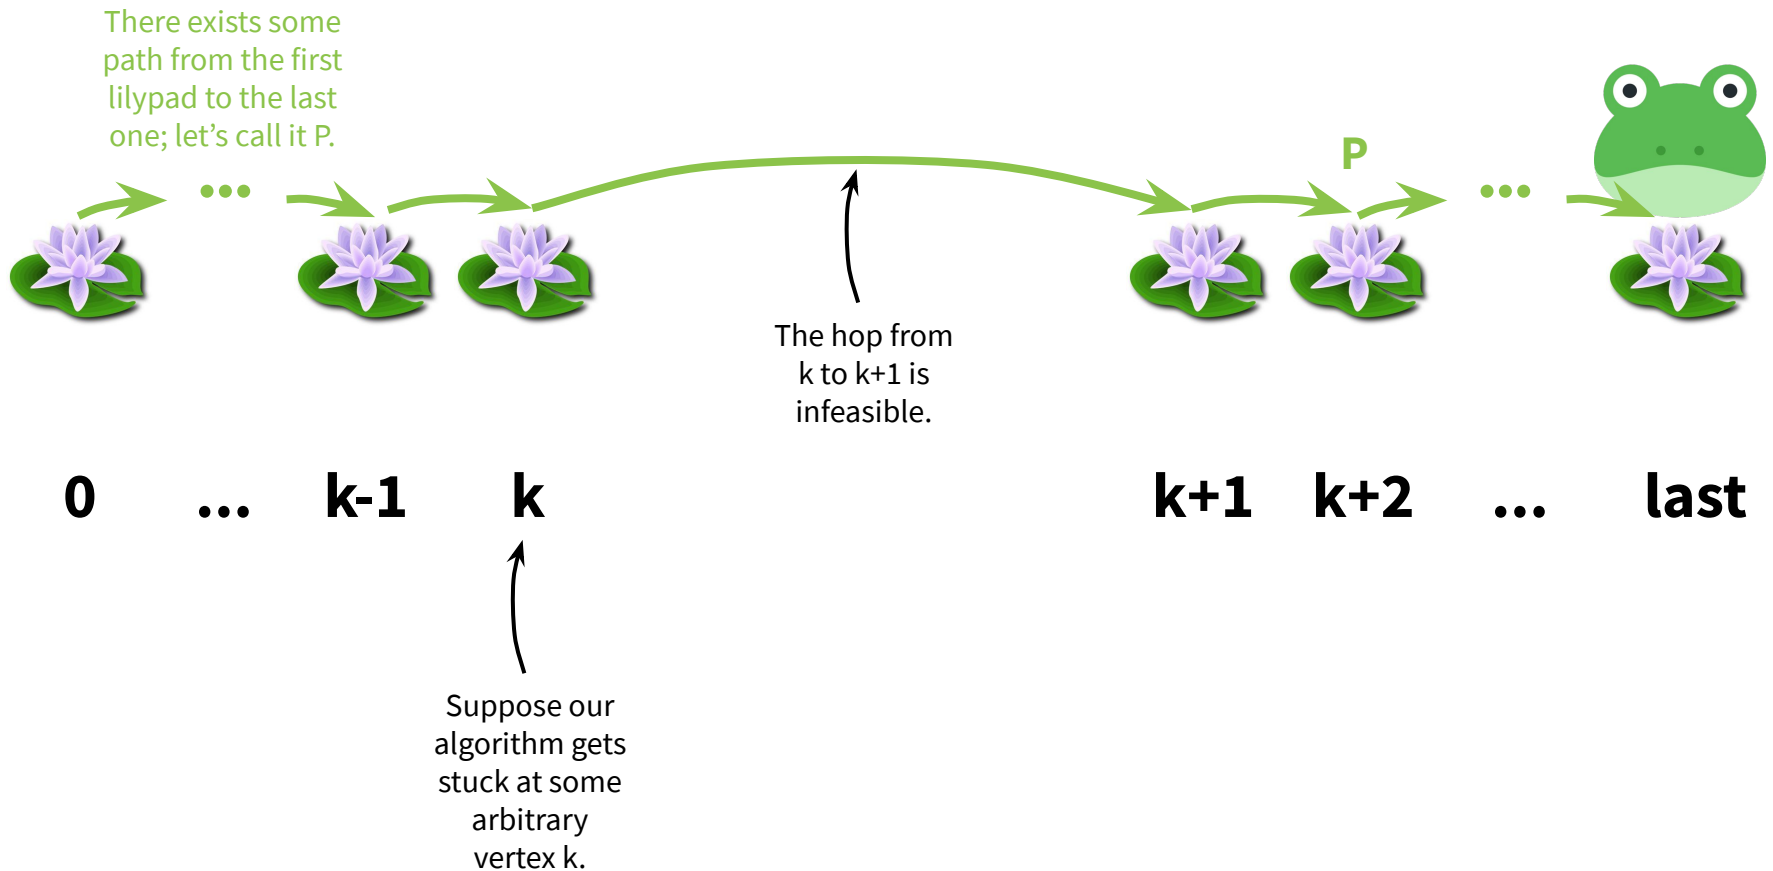 There exists some
path from the first
lilypad to the last
one; let’s call it P.
•••
P
•••
The hop from
k to k+1 is
infeasible.
0 ... k-1 k k+1 k+2 ... last
Suppose our
algorithm gets
stuck at some
arbitrary
vertex k.